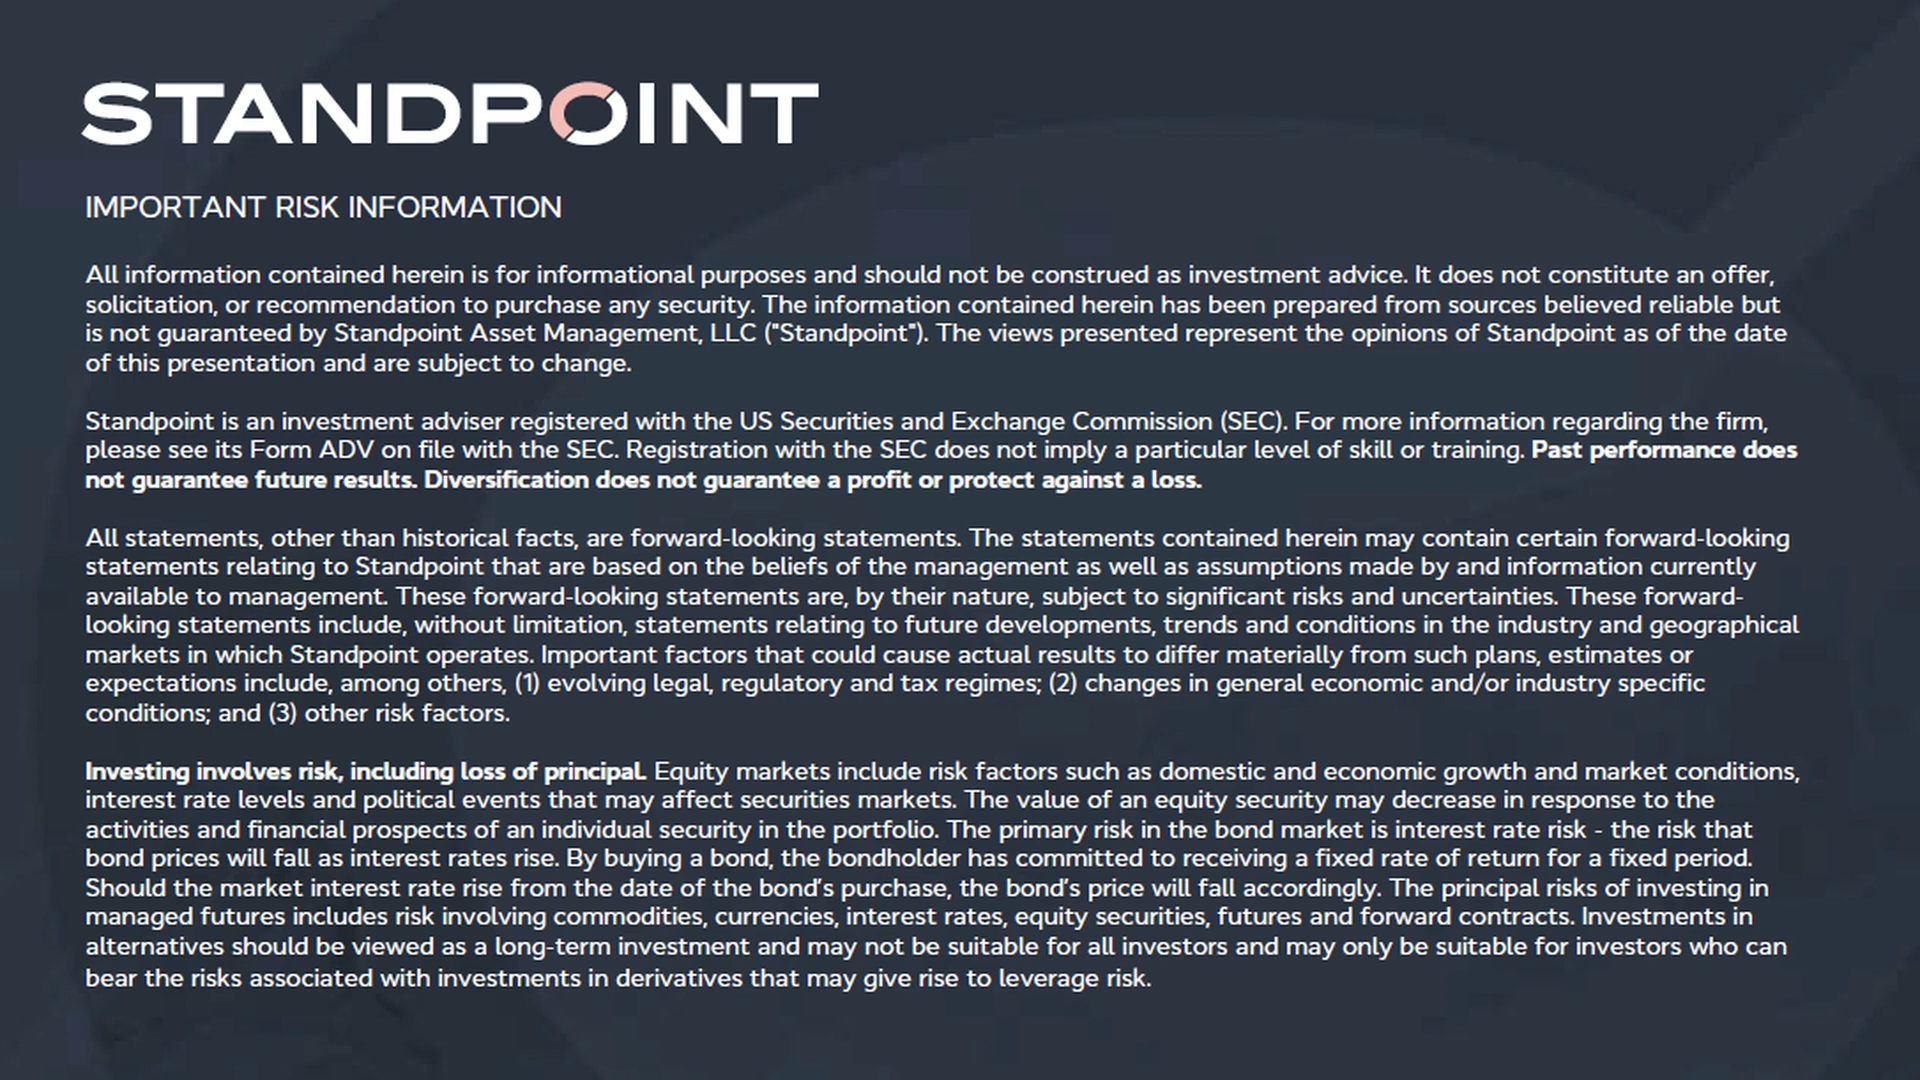 STANDPOINT
IMPORTANT RISK INFORMATION
All information contained herein is for informational purposes and should not be construed as investment advice. It does not constitute an offer,
solicitation, or recommendation to purchase any security. The information contained herein has been prepared from sources believed reliable but
is not guaranteed by Standpoint Asset Management, LLC ("Standpoint"). The views presented represent the opinions of Standpoint as of the date
of this presentation and are subject to change.
Standpoint is an investment adviser registered with the US Securities and Exchange Commission (SEC). For more information regarding the firm,
please see its Form ADV on file with the SEC. Registration with the SEC does not imply a particular level of skill or training. Past performance does
not guarantee future results. Diversification does not guarantee a profit or protect against a loss.
All statements, other than historical facts, are forward-looking statements. The statements contained herein may contain certain forward-looking
statements relating to Standpoint that are based on the beliefs of the management as well as assumptions made by and information currently
available to management. These forward-looking statements are, by their nature, subject to significant risks and uncertainties. These forward-
looking statements include, without limitation, statements relating to future developments, trends and conditions in the industry and geographical
markets in which Standpoint operates. Important factors that could cause actual results to differ materially from such plans, estimates or
expectations include, among others, (1) evolving legal, regulatory and tax regimes; (2) changes in general economic and/or industry specific
conditions; and (3) other risk factors.
Investing involves risk, including loss of principal. Equity markets include risk factors such as domestic and economic growth and market conditions,
interest rate levels and political events that may affect securities markets. The value of an equity security may decrease in response to the
activities and financial prospects of an individual security in the portfolio. The primary risk in the bond market is interest rate risk - the risk that
bond prices will fall as interest rates rise. By buying a bond, the bondholder has committed to receiving a fixed rate of return for a fixed period.
Should the market interest rate rise from the date of the bond's purchase, the bond's price will fall accordingly. The principal risks of investing in
managed futures includes risk involving commodities, currencies, interest rates, equity securities, futures and forward contracts. Investments in
alternatives should be viewed as a long-term investment and may not be suitable for all investors and may only be suitable for investors who can
bear the risks associated with investments in derivatives that may give rise to leverage risk.